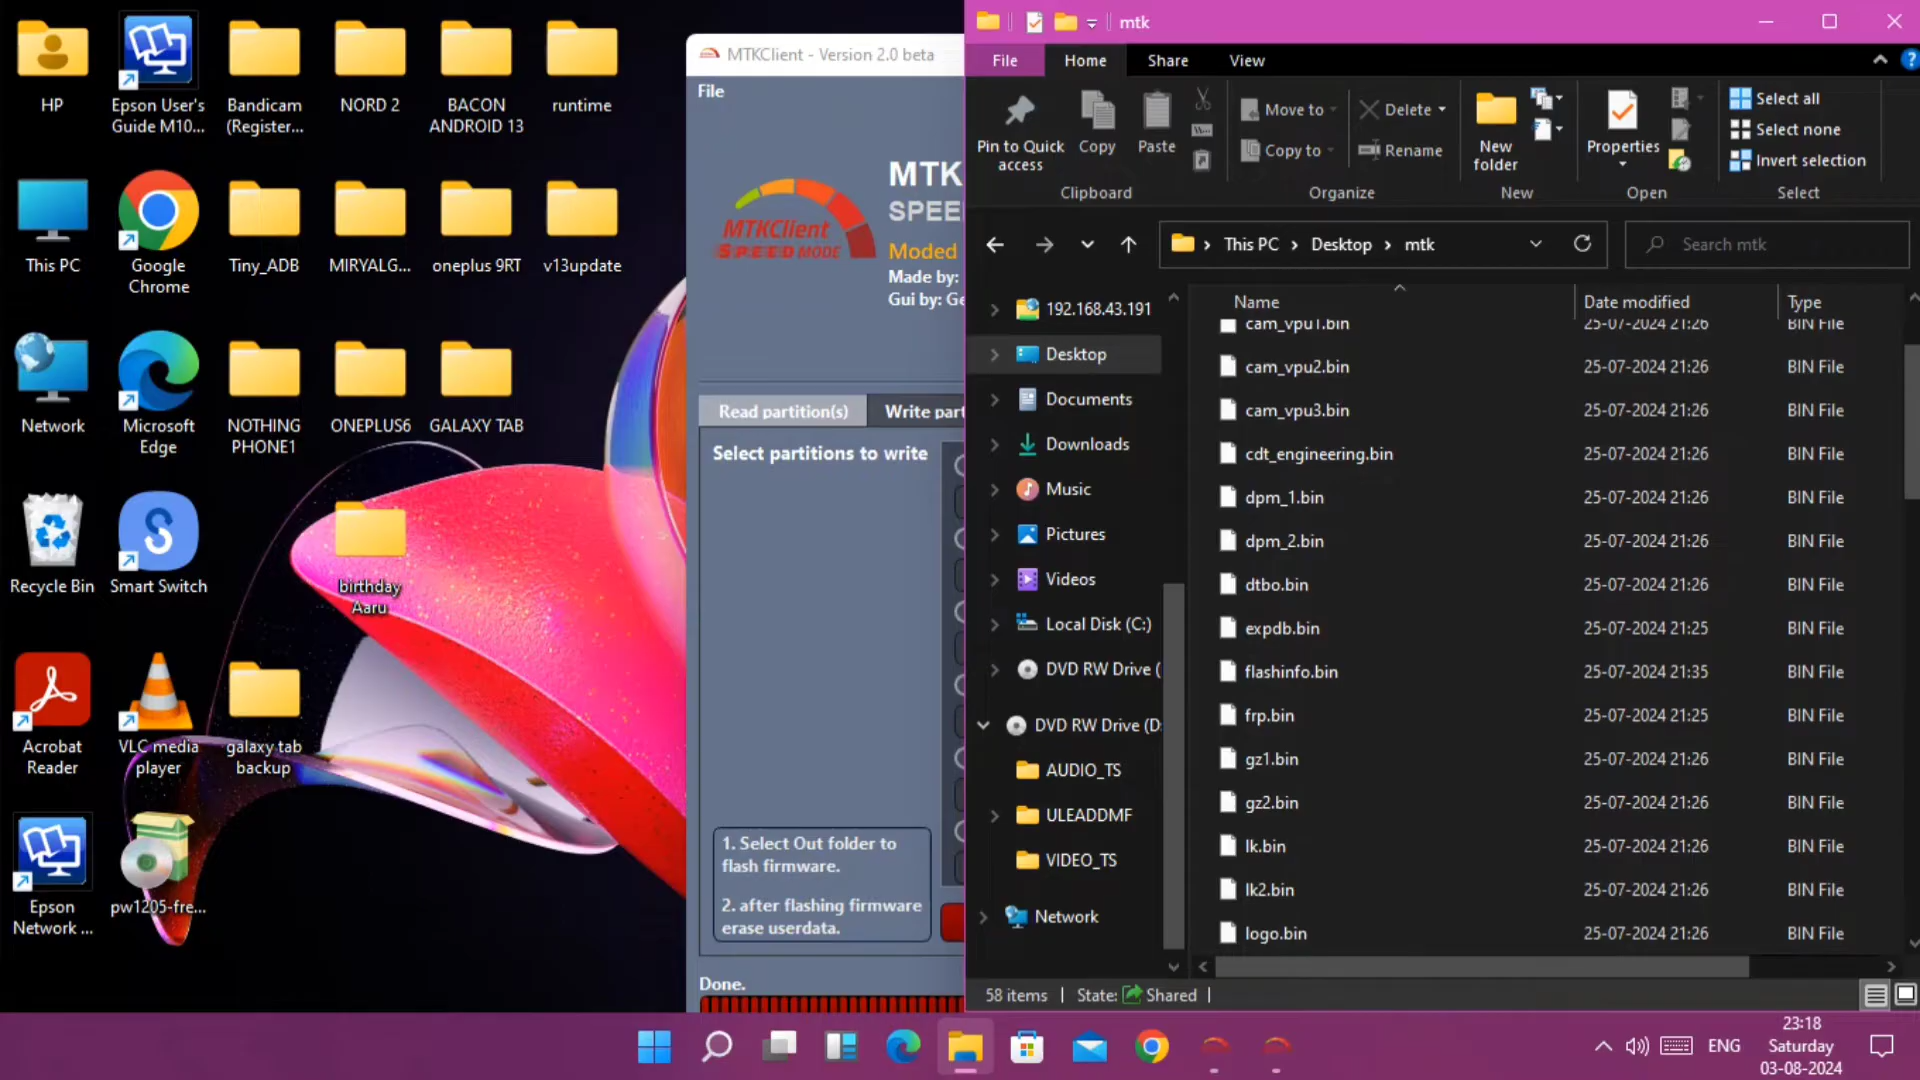 HP
Epson User's
Guide M10...
Bandicam
(Register...
NORD 2
BACON
ANDROID 13
runtime
This PC
Google
Chrome
Tiny_ADB
MIRYALG...
oneplus 9RT
v13update
Network
Microsoft
Edge
NOTHING
PHONE1
ONEPLUS6
GALAXY TAB
Recycle Bin
Smart Switch
birthday
Aaru
Acrobat
Reader
VLC media
player
galaxy tab
backup
Epson
Network ...
pw1205-fre...
MTKClient - Version 2.0 beta
File
MTKClient
SPEED MODE
MTK
SPEE
Moded
Made by:
Gui by: Ge
Read partition(s)
Write part
Select partitions to write
1. Select Out folder to
flash firmware.
2. after flashing firmware
erase userdata.
Done.
mtk
File
Home
Share
View
Pin to Quick
access
Copy
Paste
Clipboard
Move to
Copy to
Delete
Rename
Organize
New
folder
New
Properties
Open
Select all
Select none
Invert selection
Select
This PC
Desktop
mtk
Search mtk
192.168.43.191
Desktop
Documents
Downloads
Music
Pictures
Videos
Local Disk (C:)
DVD RW Drive (
DVD RW Drive (D:
AUDIO_TS
ULEADDMF
VIDEO_TS
Network
Name
Date modified
Type
cam_vpu1.bin 25-07-2024 21:26 BIN File
cam_vpu2.bin 25-07-2024 21:26 BIN File
cam_vpu3.bin 25-07-2024 21:26 BIN File
cdt_engineering.bin 25-07-2024 21:26 BIN File
dpm_1.bin 25-07-2024 21:26 BIN File
dpm_2.bin 25-07-2024 21:26 BIN File
dtbo.bin 25-07-2024 21:26 BIN File
expdb.bin 25-07-2024 21:25 BIN File
flashinfo.bin 25-07-2024 21:35 BIN File
frp.bin 25-07-2024 21:25 BIN File
gz1.bin 25-07-2024 21:26 BIN File
gz2.bin 25-07-2024 21:26 BIN File
lk.bin 25-07-2024 21:26 BIN File
lk2.bin 25-07-2024 21:26 BIN File
logo.bin 25-07-2024 21:26 BIN File
58 items
State:
Shared
ENG
23:18
Saturday
03-08-2024